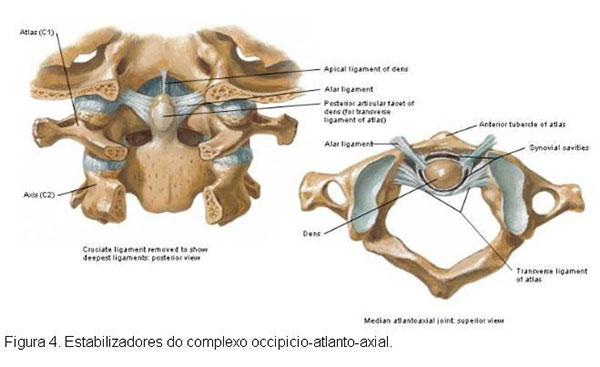 Atlas (C1)
Apical ligament of dens
Alar ligament
Posterior articular facet of
dens (for transverse
ligament of atlas)
Axis (C2)
Cruciate ligament removed to show
deepest ligaments: posterior view
Anterior tubercle of atlas
Alar ligament
Synovial cavities
Dens
Transverse ligament
of atlas
Median atlantoaxial joint: superior view
Figura 4. Estabilizadores do complexo occipicio-atlanto-axial.